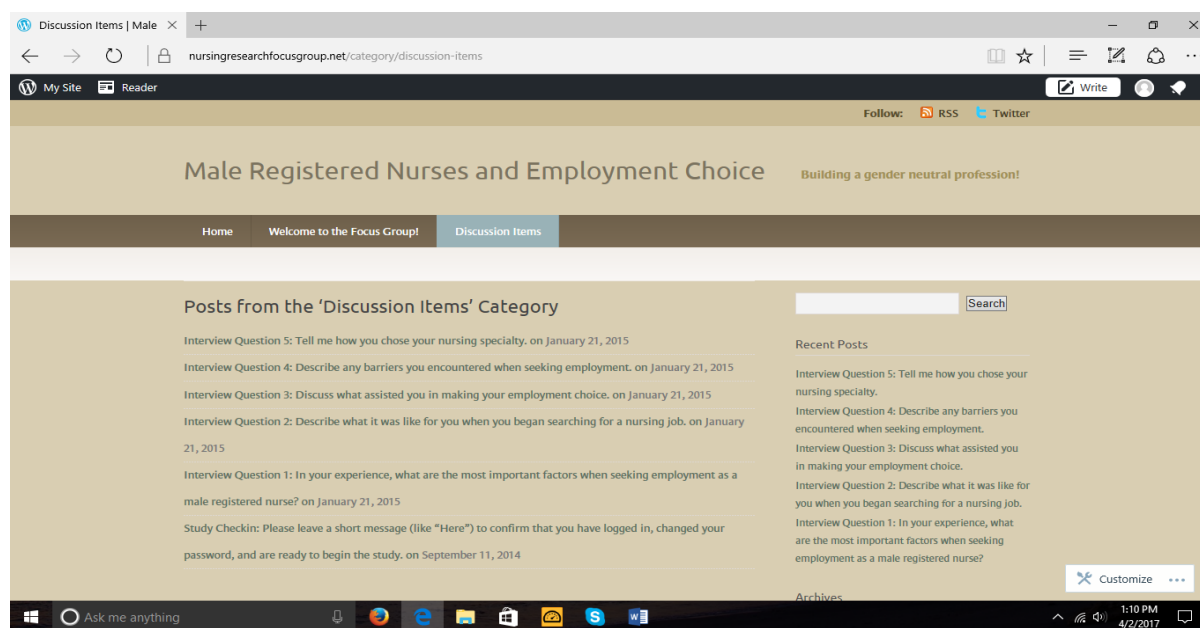 Discussion Items | Male
nursingresearchfocusgroup.net/category/discussion-items
My Site Reader Write
Follow: RSS Twitter
Male Registered Nurses and Employment Choice Building a gender neutral profession!
Home Welcome to the Focus Group! Discussion Items
Posts from the ‘Discussion Items’ Category
Interview Question 5: Tell me how you chose your nursing specialty. on January 21, 2015
Interview Question 4: Describe any barriers you encountered when seeking employment. on January 21, 2015
Interview Question 3: Discuss what assisted you in making your employment choice. on January 21, 2015
Interview Question 2: Describe what it was like for you when you began searching for a nursing job. on January
21, 2015
Interview Question 1: In your experience, what are the most important factors when seeking employment as a
male registered nurse? on January 21, 2015
Study Checkin: Please leave a short message (like “Here”) to confirm that you have logged in, changed your
password, and are ready to begin the study. on September 11, 2014
Search
Recent Posts
Interview Question 5: Tell me how you chose your
nursing specialty.
Interview Question 4: Describe any barriers you
encountered when seeking employment.
Interview Question 3: Discuss what assisted you
in making your employment choice.
Interview Question 2: Describe what it was like for
you when you began searching for a nursing job.
Interview Question 1: In your experience, what
are the most important factors when seeking
employment as a male registered nurse?
Customize
Archives
Ask me anything
1:10 PM
4/2/2017